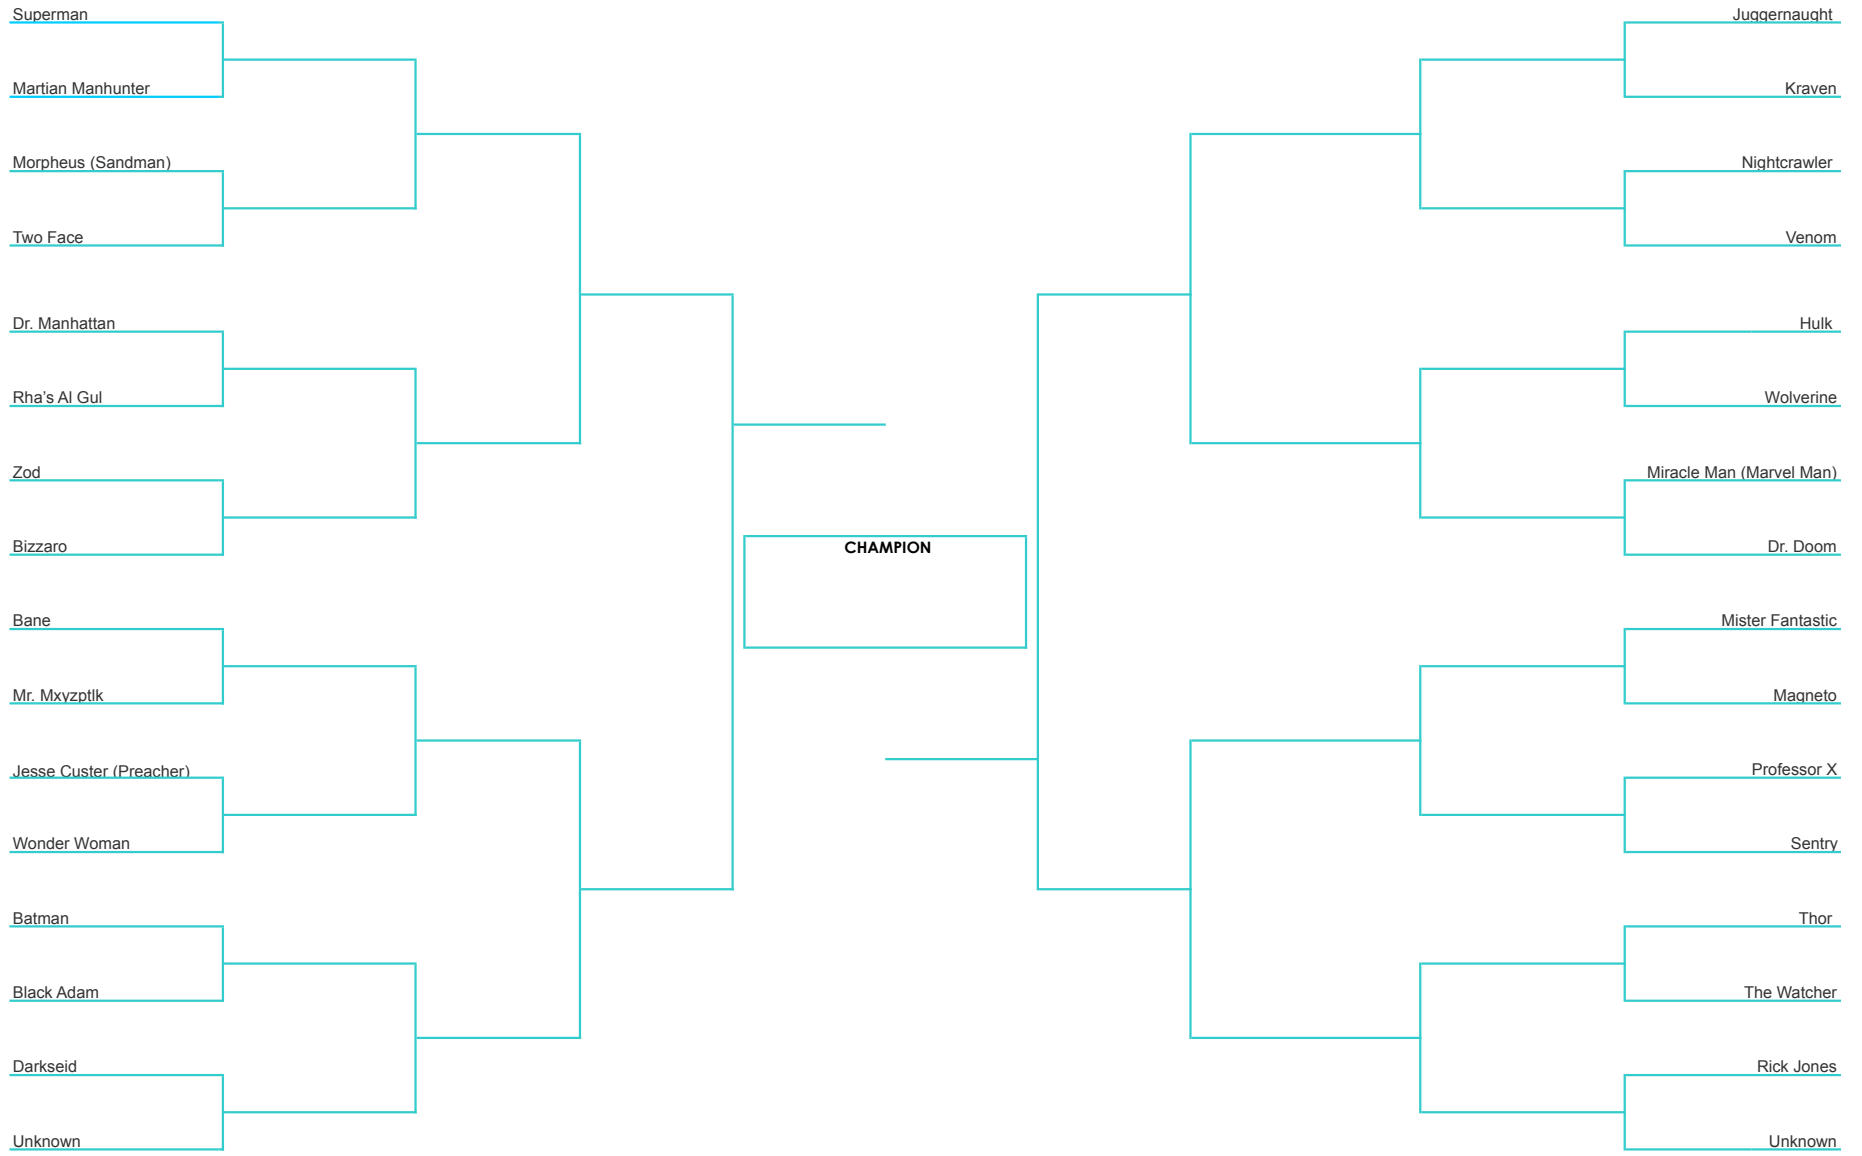 Superman
Martian Manhunter
Morpheus (Sandman)
Two Face
Dr. Manhattan
Rha’s Al Gul
Zod
Bizzaro
Bane
Mr. Mxyzptlk
Jesse Custer (Preacher)
Wonder Woman
Batman
Black Adam
Darkseid
Unknown
CHAMPION
Juggernaught
Kraven
Nightcrawler
Venom
Hulk
Wolverine
Miracle Man (Marvel Man)
Dr. Doom
Mister Fantastic
Magneto
Professor X
Sentry
Thor
The Watcher
Rick Jones
Unknown